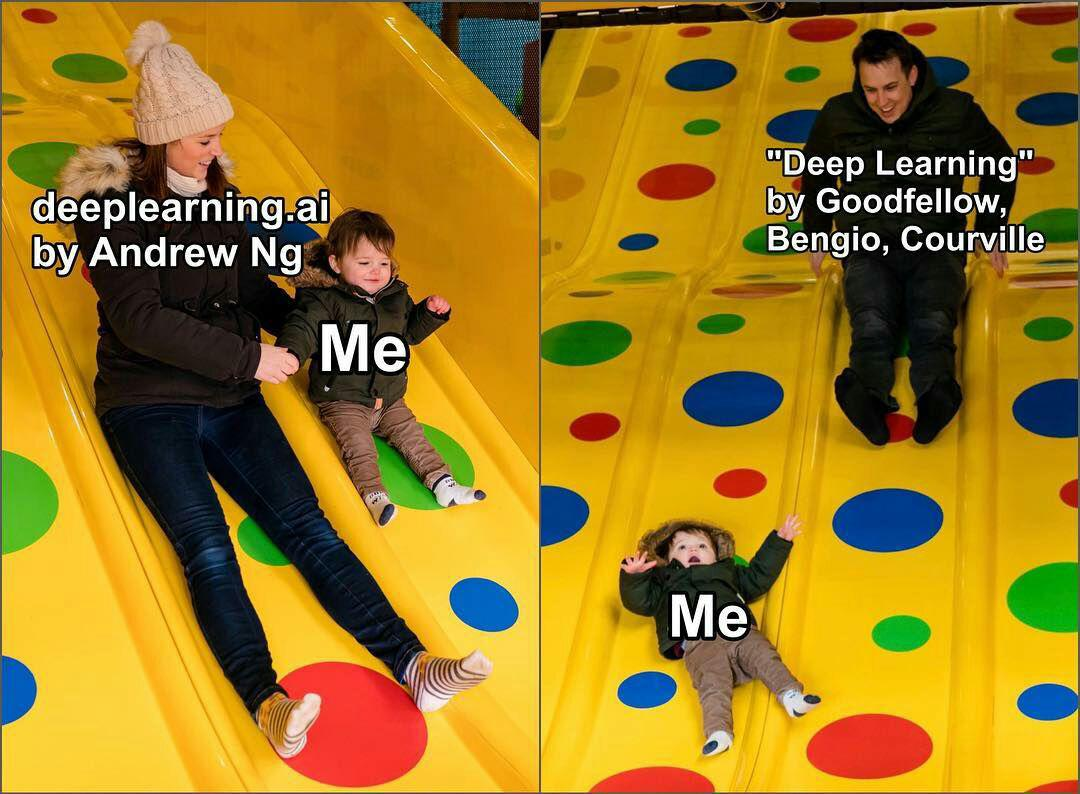 deeplearning.ai
by Andrew Ng
Me
"Deep Learning"
by Goodfellow,
Bengio, Courville
Me